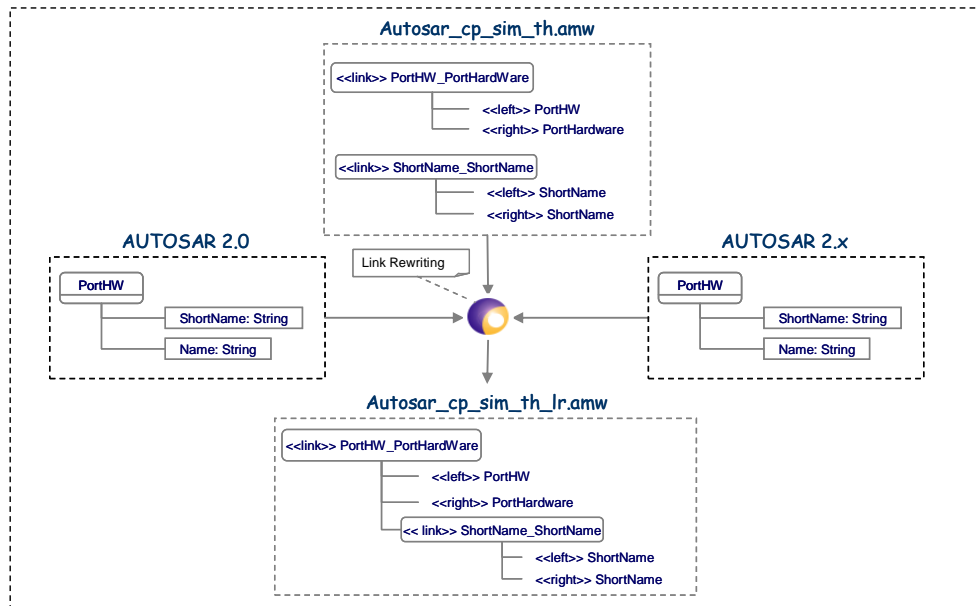 Autosar_cp_sim_th.amw
<<link>> PortHW_PortHardWare
<<left>> PortHW
<<right>> PortHardware
<<link>> ShortName_ShortName
<<left>> ShortName
<<right>> ShortName
AUTOSAR 2.0
PortHW
ShortName: String
Name: String
Link Rewriting
AUTOSAR 2.x
PortHW
ShortName: String
Name: String
Autosar_cp_sim_th_lr.amw
<<link>> PortHW_PortHardWare
<<left>> PortHW
<<right>> PortHardware
<< link>> ShortName_ShortName
<<left>> ShortName
<<right>> ShortName